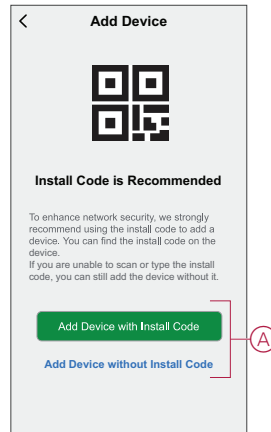 Add Device
Install Code is Recommended
To enhance network security, we strongly
recommend using the install code to add a
device. You can find the install code on the
device.
If you are unable to scan or type the install
code, you can still add the device without it.
Add Device with Install Code
Add Device without Install Code
A